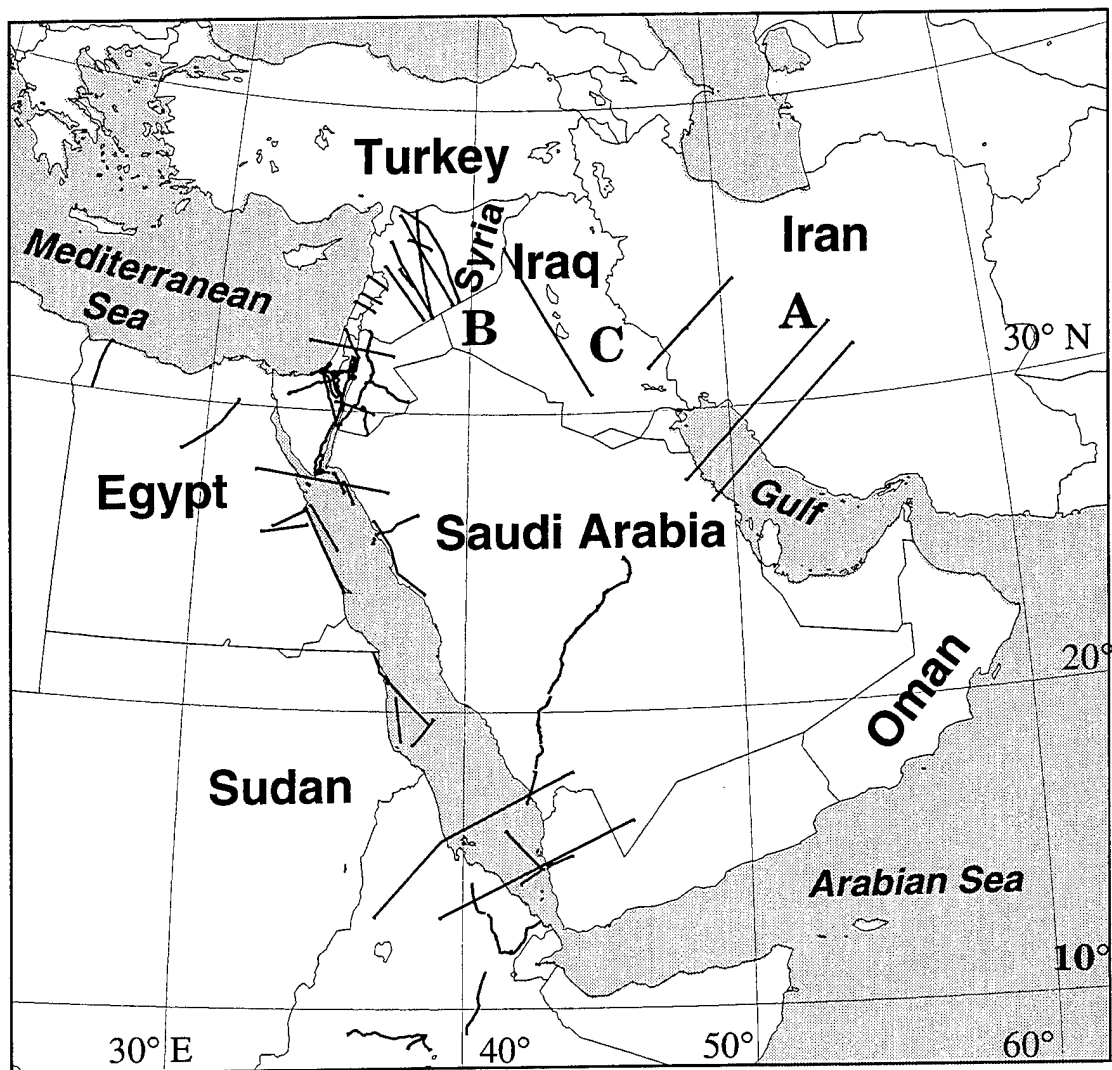 Turkey
Syria
Iraq
Iran
Mediterranean
Sea
B
C
A
30° N
Egypt
Saudi Arabia
Gulf
20°
Oman
Sudan
Arabian Sea
10°
30° E
40°
50°
60°